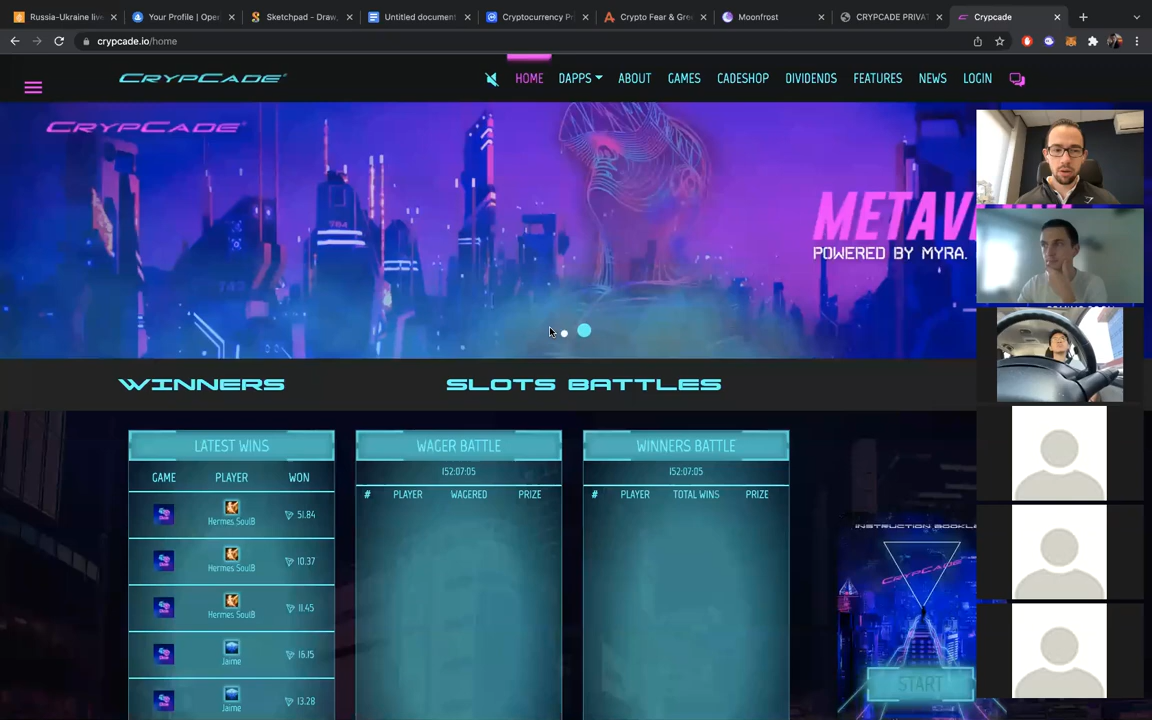 Russia-Ukraine live
Your Profile | Oper
Sketchpad - Draw,
Untitled document
Cryptocurrency Pri
Crypto Fear & Gre
Moonfrost
CRYPCADE PRIVAT
Crypcade
crypcade.io/home
CRYPCADE
HOME
DAPPS
ABOUT
GAMES
CADESHOP
DIVIDENDS
FEATURES
NEWS
LOGIN
CRYPCADE
METAV
POWERED BY MYRA.
WINNERS
SLOTS BATTLES
LATEST WINS
GAME PLAYER WON
Hermes SoulB 51.84
Hermes SoulB 10.37
Hermes SoulB 11.45
Jaime 16.15
Jaime 13.28
WAGER BATTLE
152:07:05
# PLAYER WAGERED PRIZE
WINNERS BATTLE
152:07:05
# PLAYER TOTAL WINS PRIZE
INSTRUCTION BOOKLE
CRYPCADE
START